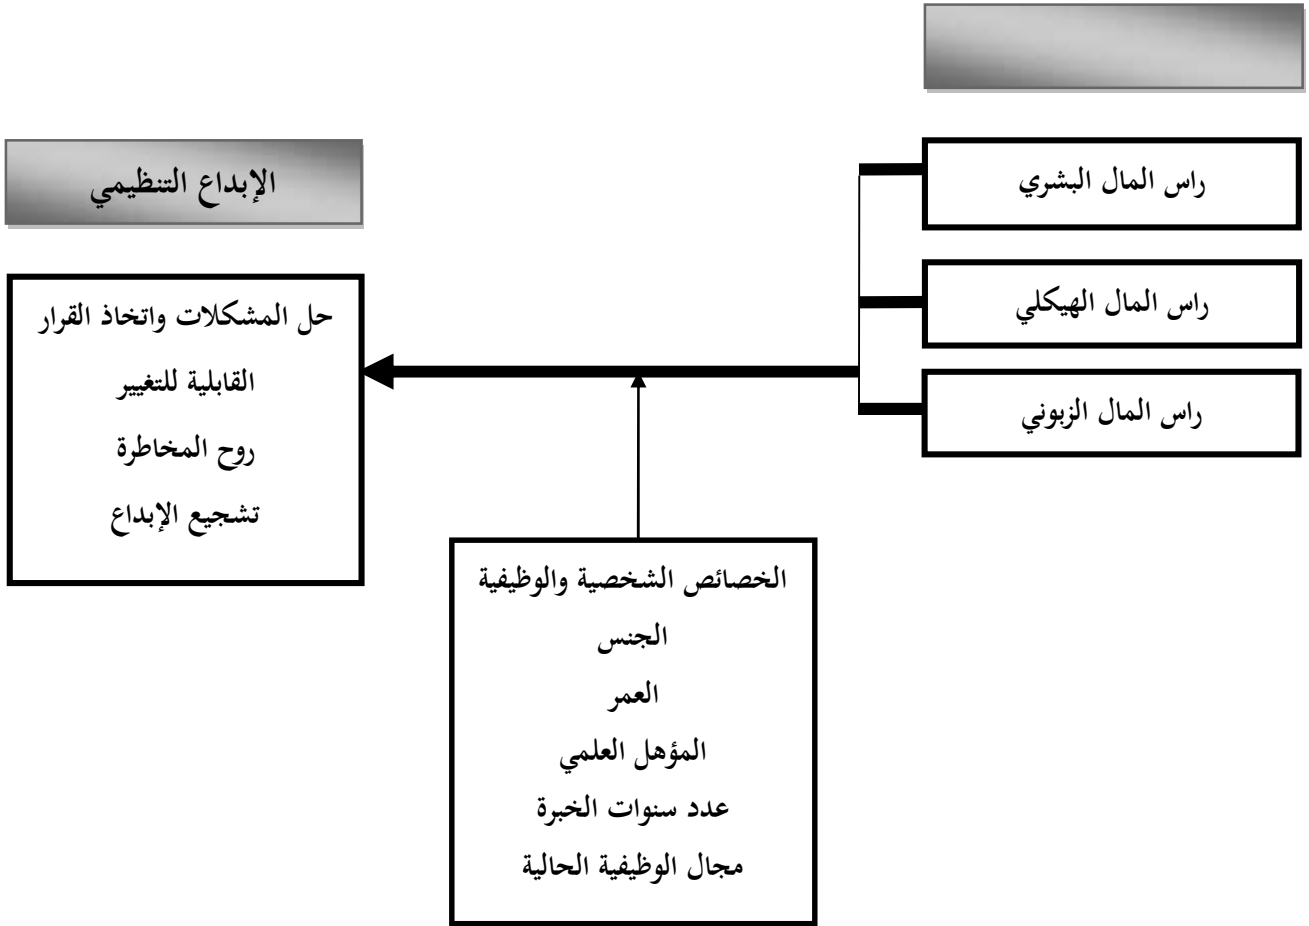 راس المال البشري
راس المال الهيكلي
راس المال الزبوني
الإبداع التنظيمي
حل المشكلات واتخاذ القرار
القابلية للتغيير
روح المخاطرة
تشجيع الإبداع
الخصائص الشخصية والوظيفية
الجنس
العمر
المؤهل العلمي
عدد سنوات الخبرة
مجال الوظيفية الحالية